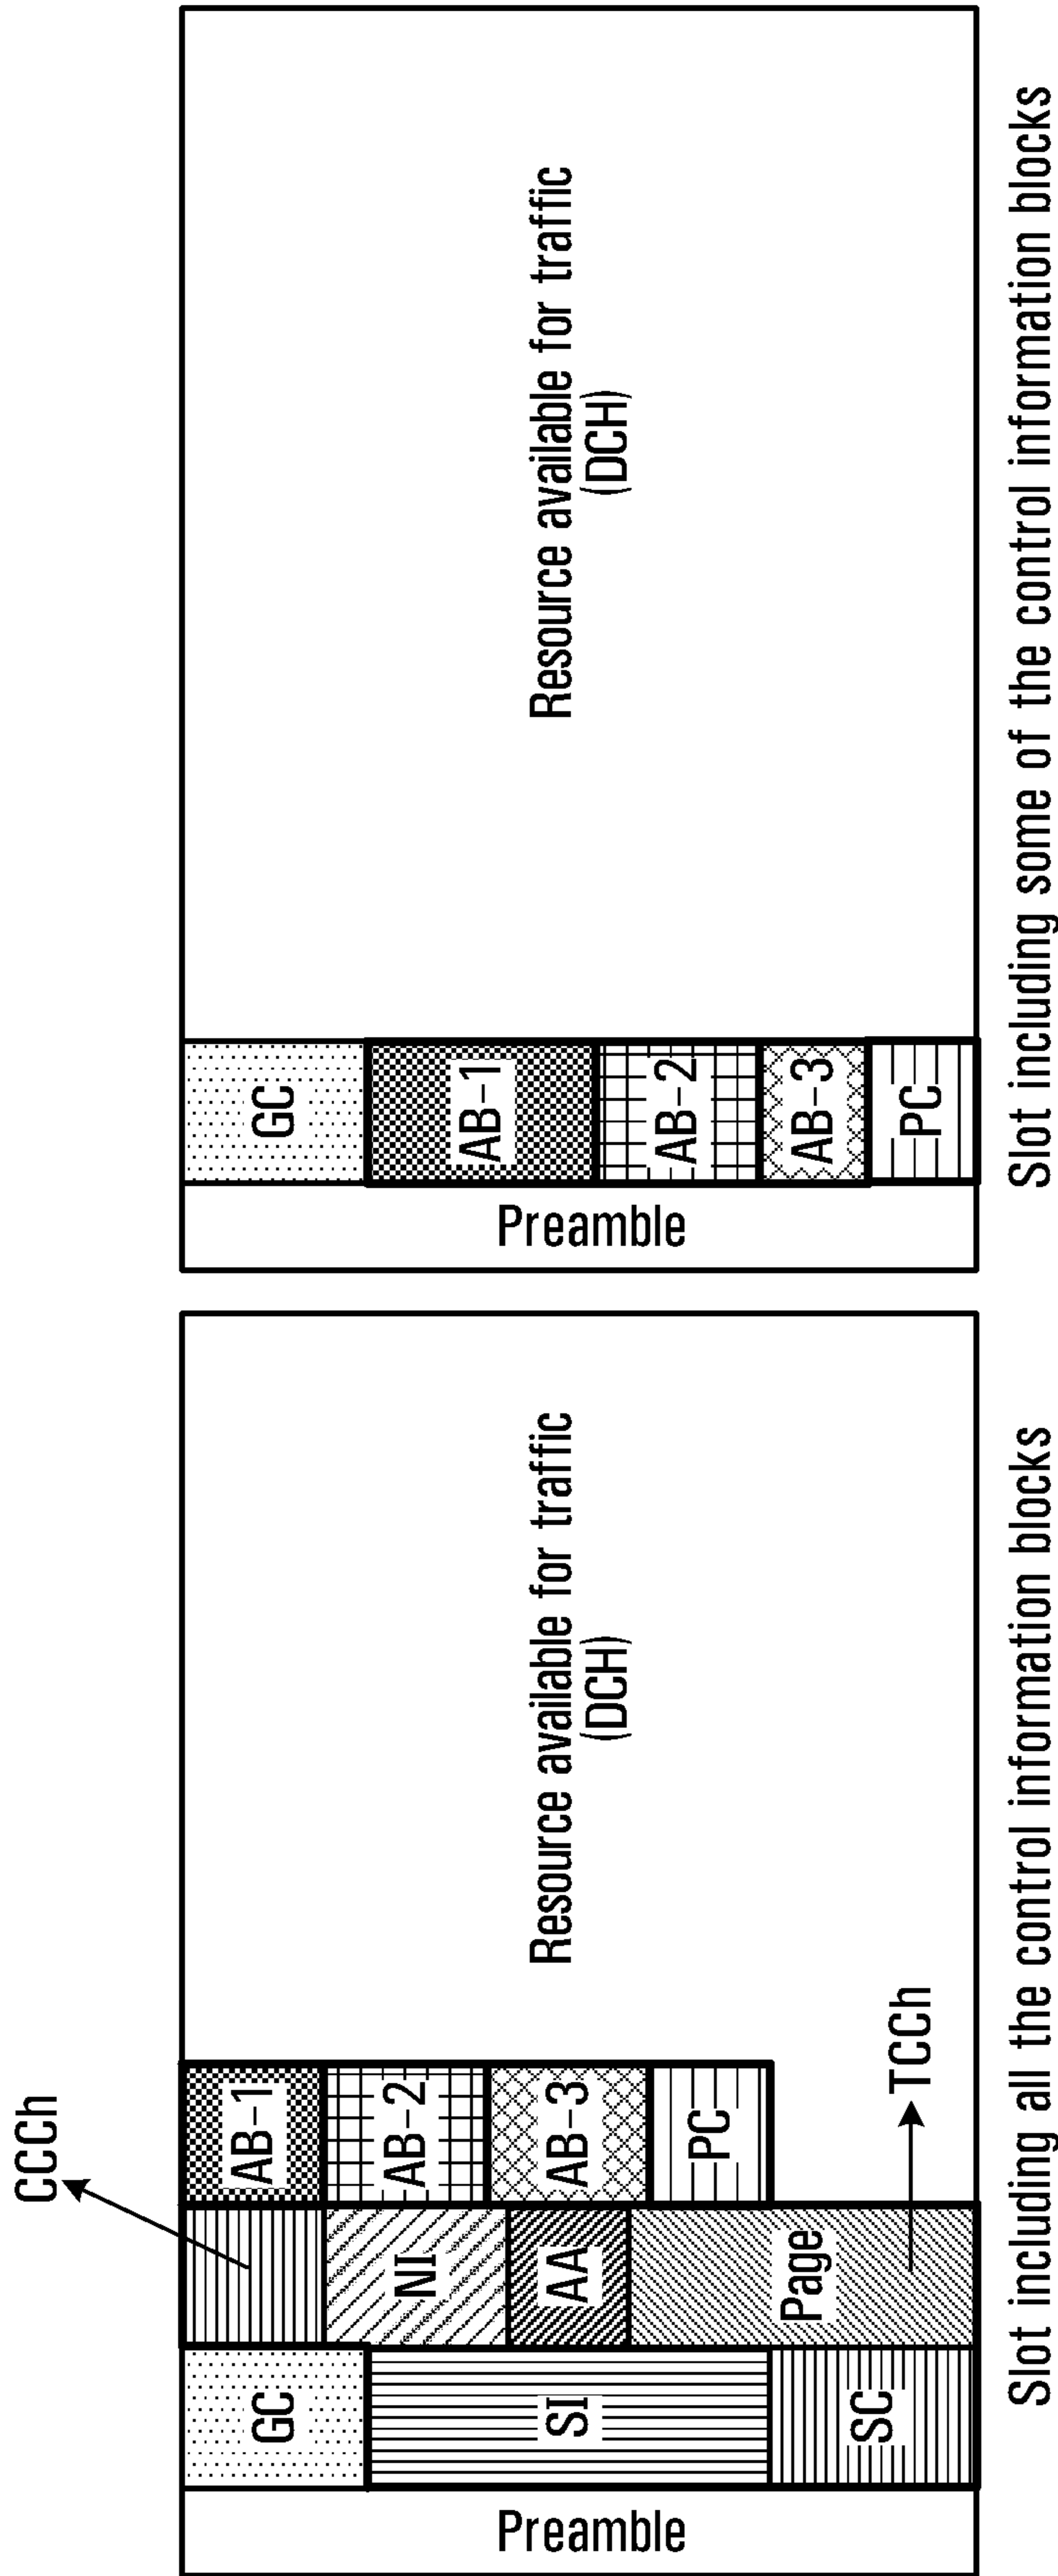 CCCh
Preamble
GC
SI
SC
NI
AA
Page
AB-1
AB-2
AB-3
PC
TCCh
Resource available for traffic
(DCH)
Slot including all the control information blocks
Preamble
GC
AB-1
AB-2
AB-3
PC
Resource available for traffic
(DCH)
Slot including some of the control information blocks